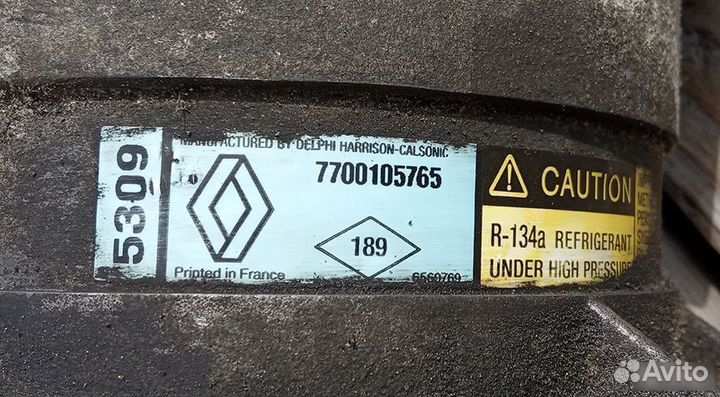 5309
MANUFACTURED BY DELPHI HARRISON-CALSONIC
7700105765
189
Printed in France
6560769
CAUTION
R-134a REFRIGERANT
UNDER HIGH PRESSURE
Avito